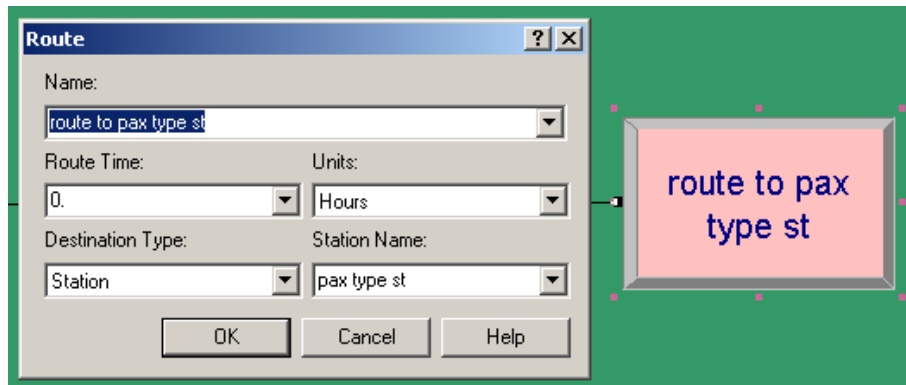 Route
Name:
route to pax type st
Route Time:
Units:
0.
Hours
Destination Type:
Station Name:
Station
pax type st
OK
Cancel
Help
route to pax
type st